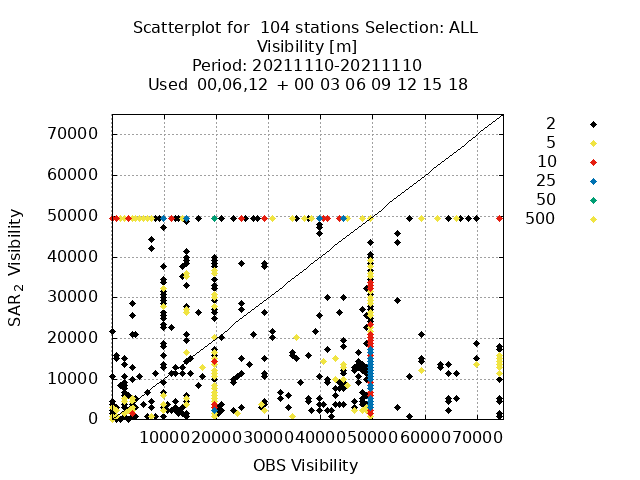 Scatterplot for 104 stations Selection: ALL
Visibility [m]
Period: 20211110-20211110
Used 00,06,12 + 00 03 06 09 12 15 18
70000
60000
50000
40000
30000
20000
10000
0
SAR2 Visibility
10000 20000 30000 40000 50000 60000 70000
OBS Visibility
2
5
10
25
50
500